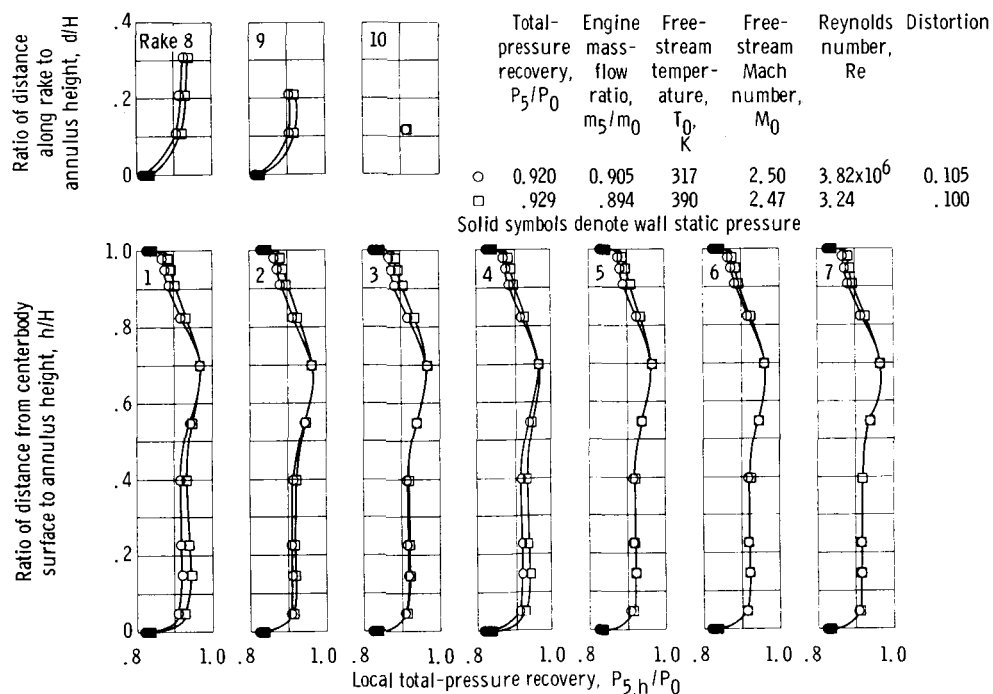 Ratio of distance
along rake to
annulus height, d/H
.4
.2
0
Rake 8
9
10
Total-
pressure
recovery,
P5/P0
Engine
mass-
flow
ratio,
m5/m0
Free-
stream
temper-
ature,
T0,
K
Free-
stream
Mach
number,
M0
Reynolds
number,
Re
Distortion
0.920 0.905 317 2.50 3.82x10^6 0.105
.929 .894 390 2.47 3.24 .100
Solid symbols denote wall static pressure
Ratio of distance from centerbody
surface to annulus height, h/H
1.0
.8
.6
.4
.2
0
1
2
3
4
5
6
7
.8 1.0 .8 1.0 .8 1.0 .8 1.0 .8 1.0 .8 1.0 .8 1.0
Local total-pressure recovery, P5,h/P0